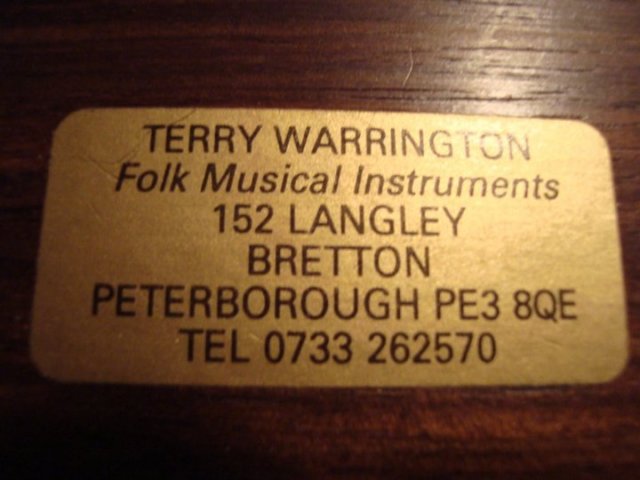 TERRY WARRINGTON
Folk Musical Instruments
152 LANGLEY
BRETTON
PETERBOROUGH PE3 8QE
TEL 0733 262570